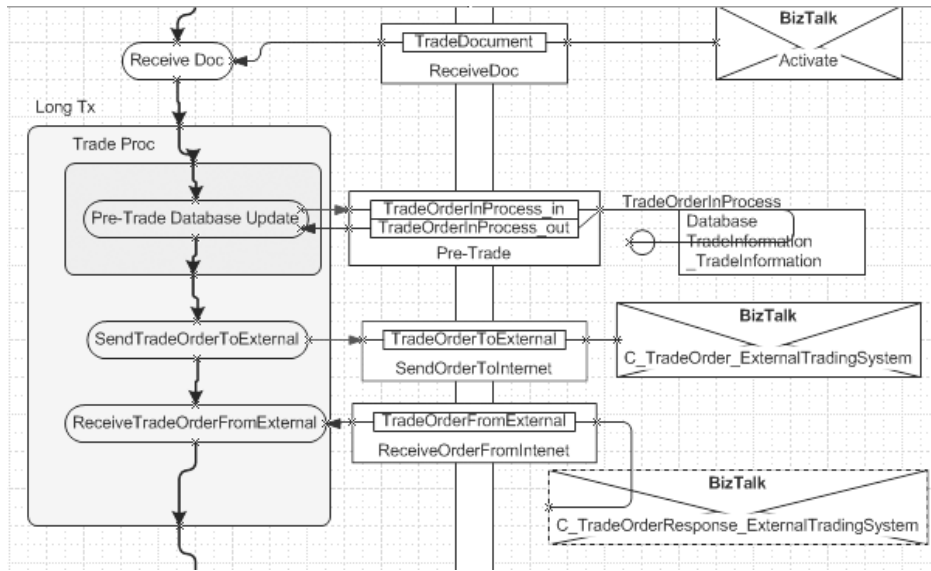 BizTalk
TradeDocument
Receive Doc
Activate
ReceiveDoc
Long Tx
Trade Proc
TradeOrderInProcess
TradeOrderInProcess_in
Pre-Trade Database Update
Database
TradeOrderInProcess_out
TradeInformation
Pre-Trade
_TradeInformation
BizTalk
SendTradeOrderToExternal
TradeOrderToExternal
C_TradeOrder_ExternalTradingSystem
SendOrderToInternet
ReceiveTradeOrderFromExternal
TradeOrderFromExternal
ReceiveOrderFromIntenet
BizTalk
C_TradeOrderResponse_ExternalTradingSystem